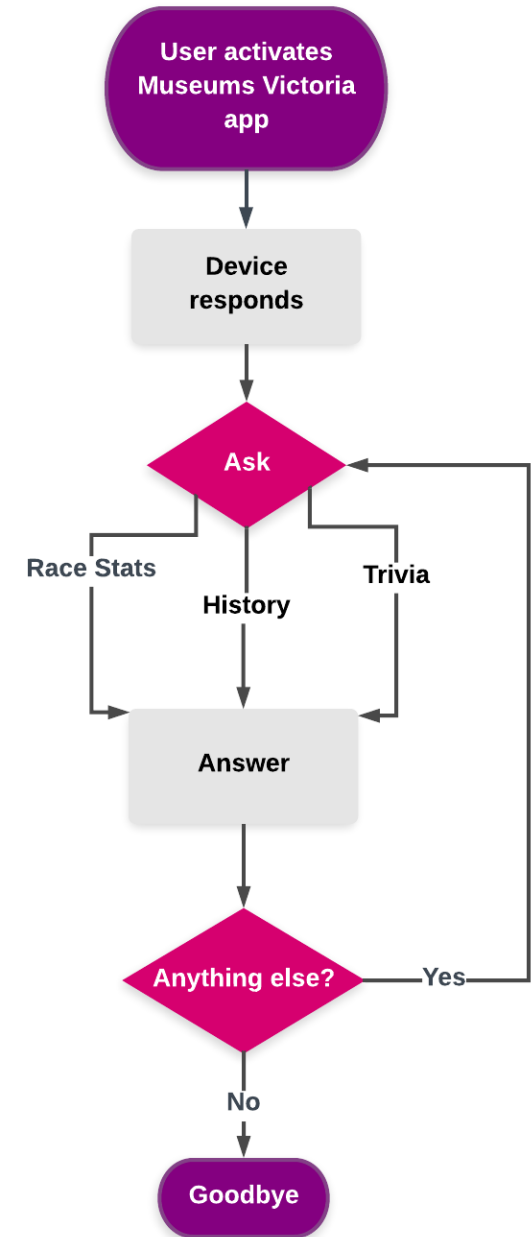 User activates
Museums Victoria
app
Device
responds
Ask
Race Stats
Trivia
History
Answer
Anything else?
Yes
No
Goodbye